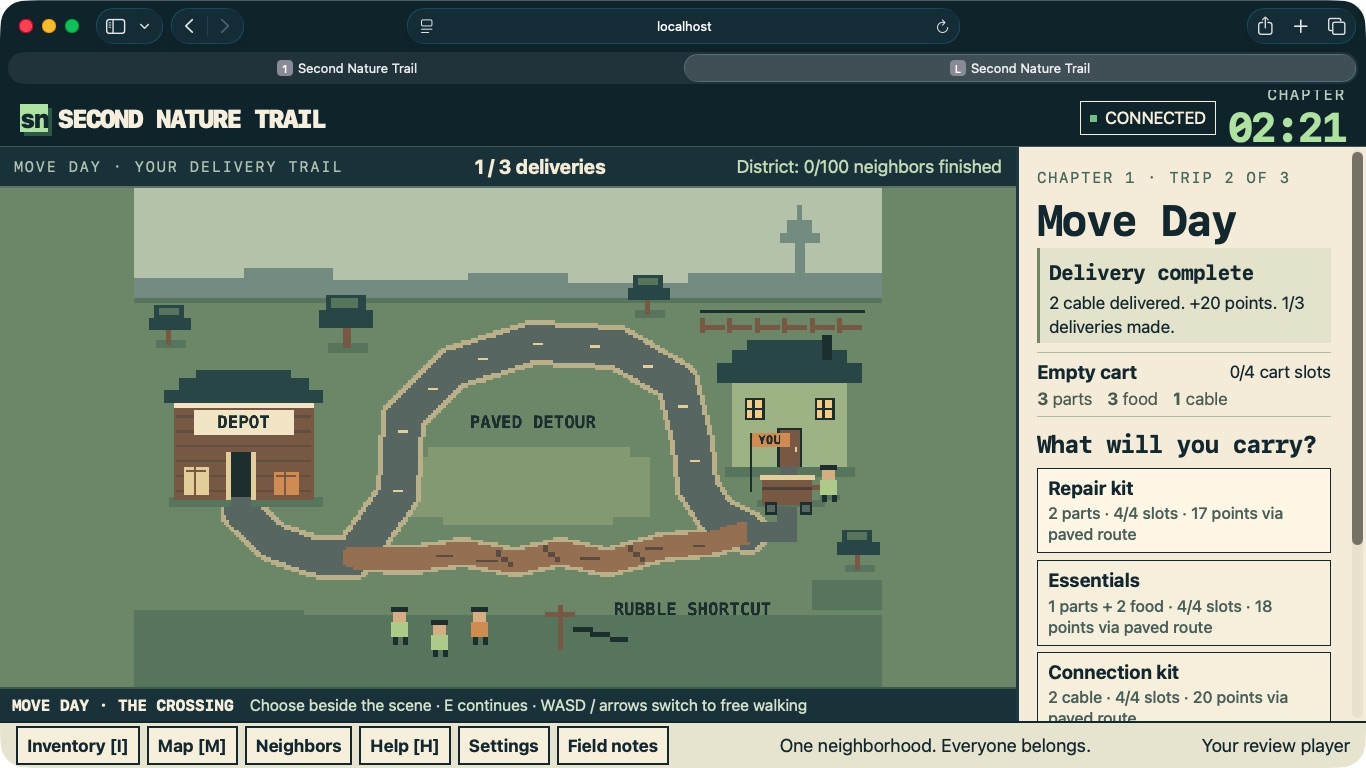 localhost
1 Second Nature Trail
L Second Nature Trail
sn SECOND NATURE TRAIL
CONNECTED
CHAPTER
02:21
MOVE DAY · YOUR DELIVERY TRAIL
1 / 3 deliveries
District: 0/100 neighbors finished
DEPOT
PAVED DETOUR
YOU
RUBBLE SHORTCUT
MOVE DAY · THE CROSSING
Choose beside the scene · E continues · WASD / arrows switch to free walking
CHAPTER 1 · TRIP 2 OF 3
Move Day
Delivery complete
2 cable delivered. +20 points. 1/3
deliveries made.
Empty cart
0/4 cart slots
3 parts 3 food 1 cable
What will you carry?
Repair kit
2 parts · 4/4 slots · 17 points via
paved route
Essentials
1 parts + 2 food · 4/4 slots · 18
points via paved route
Connection kit
2 cable · 4/4 slots · 20 points via
paved route
Inventory [I]
Map [M]
Neighbors
Help [H]
Settings
Field notes
One neighborhood. Everyone belongs.
Your review player